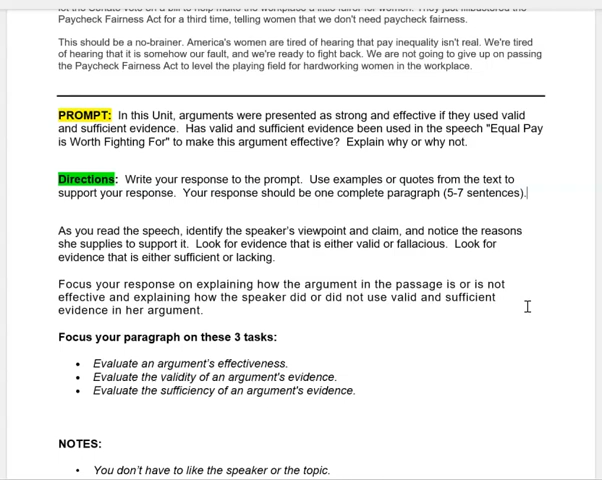 Paycheck Fairness Act for a third time, telling women that we don't need paycheck fairness.
This should be a no-brainer. America's women are tired of hearing that pay inequality isn't real. We're tired
of hearing that it is somehow our fault, and we're ready to fight back. We are not going to give up on passing
the Paycheck Fairness Act to level the playing field for hardworking women in the workplace.
PROMPT: In this Unit, arguments were presented as strong and effective if they used valid
and sufficient evidence. Has valid and sufficient evidence been used in the speech "Equal Pay
is Worth Fighting For" to make this argument effective? Explain why or why not.
Directions: Write your response to the prompt. Use examples or quotes from the text to
support your response. Your response should be one complete paragraph (5-7 sentences).
As you read the speech, identify the speaker's viewpoint and claim, and notice the reasons
she supplies to support it. Look for evidence that is either valid or fallacious. Look for
evidence that is either sufficient or lacking.
Focus your response on explaining how the argument in the passage is or is not
effective and explaining how the speaker did or did not use valid and sufficient
evidence in her argument.
Focus your paragraph on these 3 tasks:
• Evaluate an argument's effectiveness.
• Evaluate the validity of an argument's evidence.
• Evaluate the sufficiency of an argument's evidence.
NOTES:
• You don't have to like the speaker or the topic.